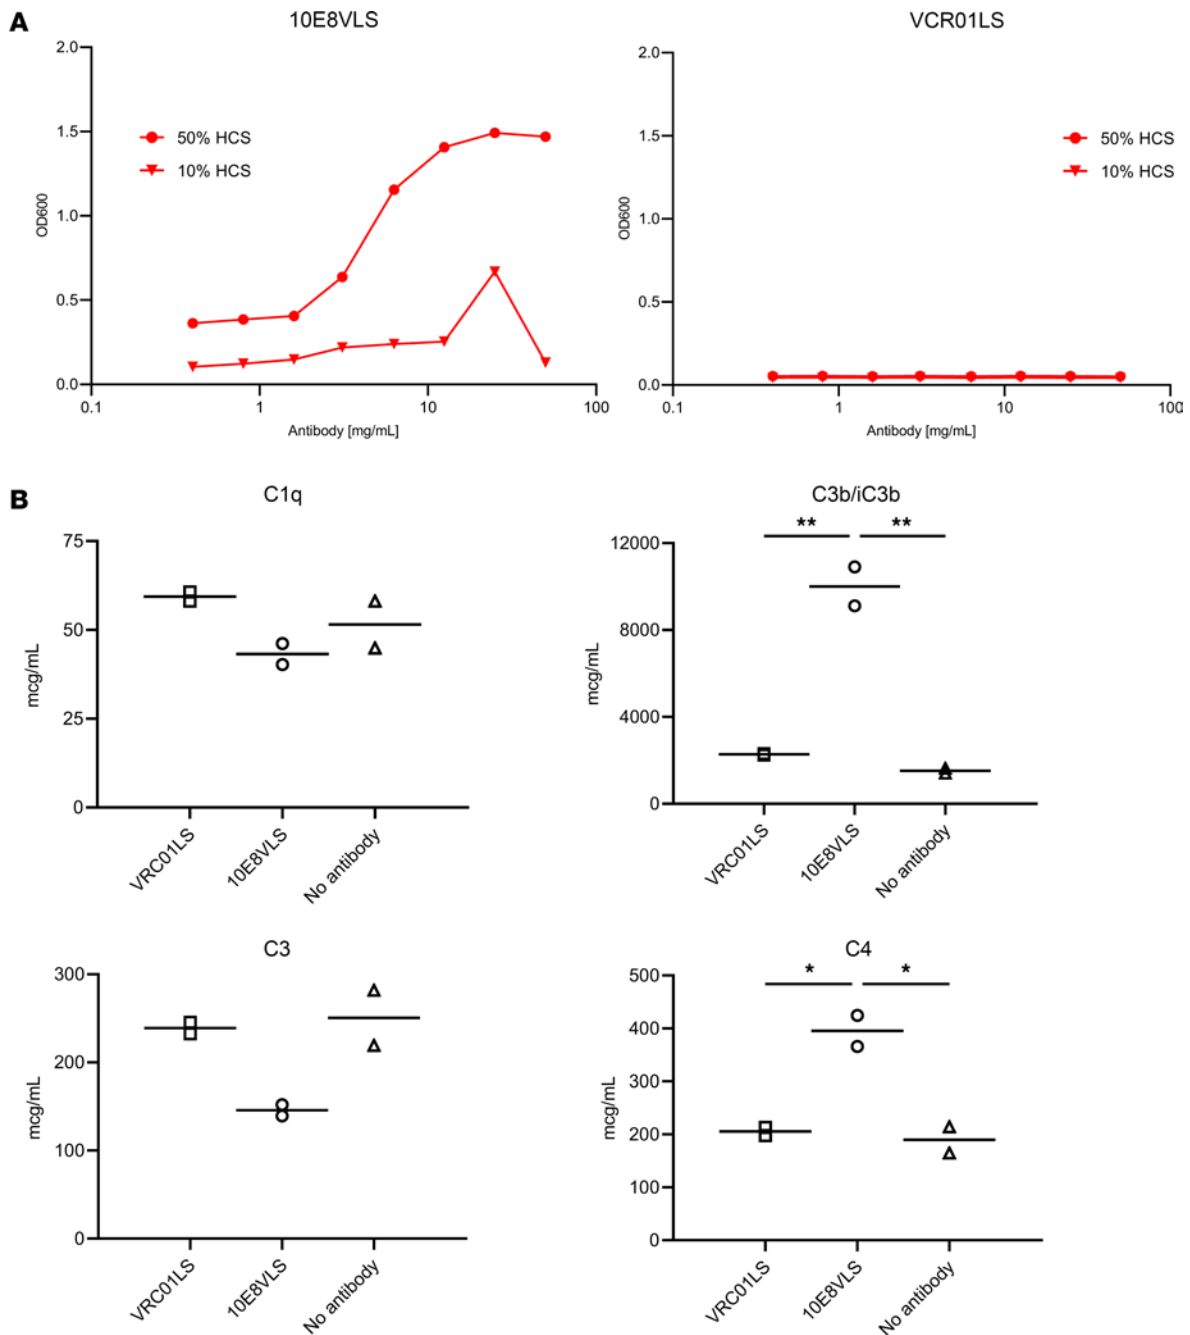 A
10E8VLS
2.0
1.5
1.0
0.5
0.0
OD600
50% HCS
10% HCS
0.1 1 10 100
Antibody [mg/mL]
VCR01LS
2.0
1.5
1.0
0.5
0.0
OD600
50% HCS
10% HCS
0.1 1 10 100
Antibody [mg/mL]
B
C1q
75
50
25
0
mcg/mL
VRC01LS
10E8VLS
No antibody
C3b/iC3b
** **
12000
8000
4000
0
mcg/mL
VRC01LS
10E8VLS
No antibody
C3
300
200
100
0
mcg/mL
VRC01LS
10E8VLS
No antibody
C4
* *
500
400
300
200
100
0
mcg/mL
VRC01LS
10E8VLS
No antibody